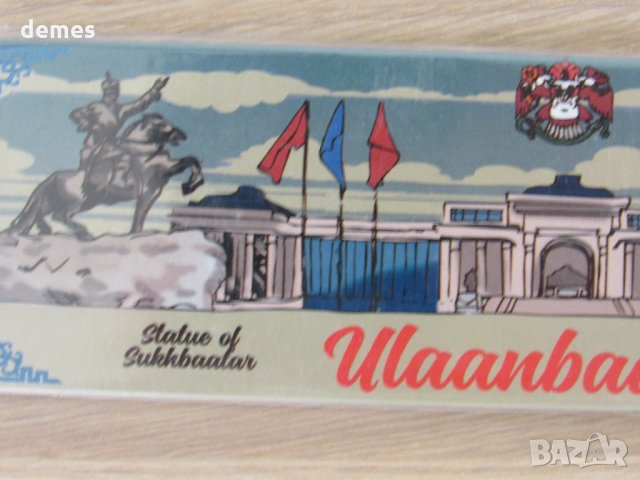 demes
Statue of
Sukhbaatar
Ulaanbaa
BAZAR